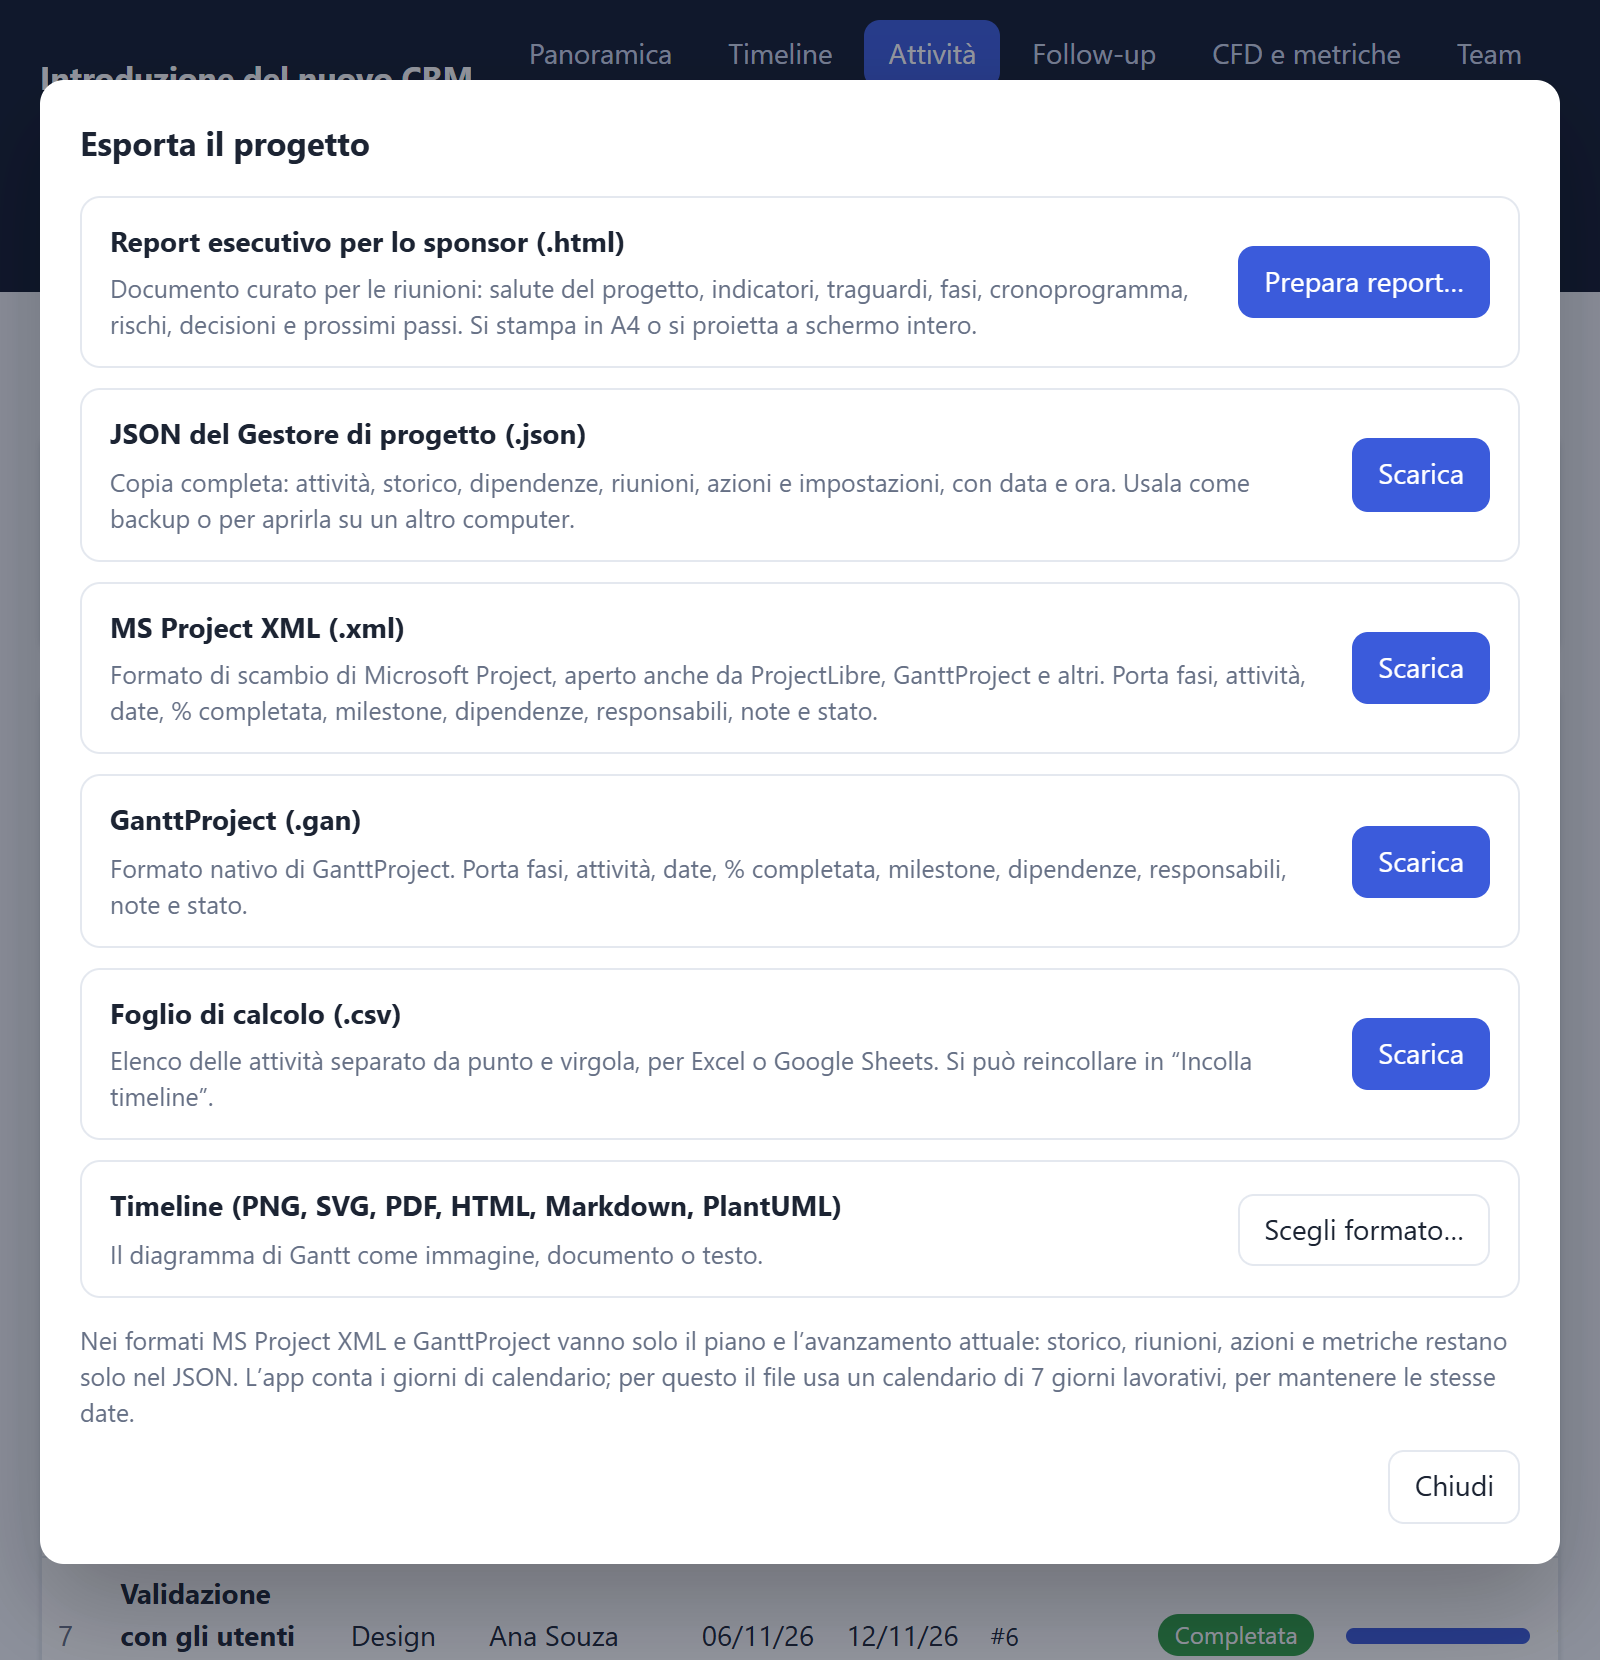 Panoramica Timeline Attività Follow-up CFD e metriche Team
Introduzione del nuovo CRM
Esporta il progetto
Report esecutivo per lo sponsor (.html)
Documento curato per le riunioni: salute del progetto, indicatori, traguardi, fasi, cronoprogramma,
rischi, decisioni e prossimi passi. Si stampa in A4 o si proietta a schermo intero.
Prepara report...
JSON del Gestore di progetto (.json)
Copia completa: attività, storico, dipendenze, riunioni, azioni e impostazioni, con data e ora. Usala come
backup o per aprirla su un altro computer.
Scarica
MS Project XML (.xml)
Formato di scambio di Microsoft Project, aperto anche da ProjectLibre, GanttProject e altri. Porta fasi, attività,
date, % completata, milestone, dipendenze, responsabili, note e stato.
Scarica
GanttProject (.gan)
Formato nativo di GanttProject. Porta fasi, attività, date, % completata, milestone, dipendenze, responsabili,
note e stato.
Scarica
Foglio di calcolo (.csv)
Elenco delle attività separato da punto e virgola, per Excel o Google Sheets. Si può reincollare in “Incolla
timeline”.
Scarica
Timeline (PNG, SVG, PDF, HTML, Markdown, PlantUML)
Il diagramma di Gantt come immagine, documento o testo.
Scegli formato...
Nei formati MS Project XML e GanttProject vanno solo il piano e l’avanzamento attuale: storico, riunioni, azioni e metriche restano
solo nel JSON. L’app conta i giorni di calendario; per questo il file usa un calendario di 7 giorni lavorativi, per mantenere le stesse
date.
Chiudi
Validazione
7 con gli utenti Design Ana Souza 06/11/26 12/11/26 #6 Completata